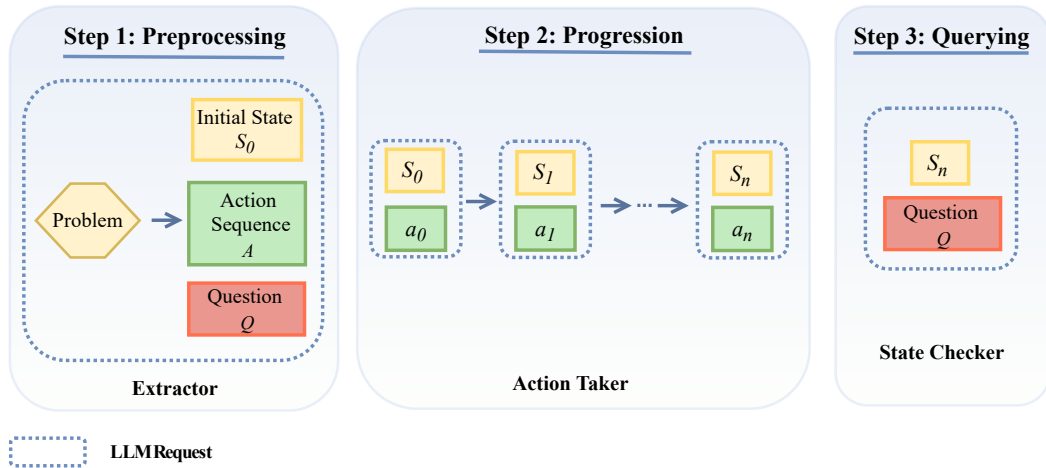 Step 1: Preprocessing
Initial State
S0
Problem
Action
Sequence
A
Question
Q
Extractor
Step 2: Progression
S0
S1
Sn
...
a0
a1
an
Action Taker
Step 3: Querying
Sn
Question
Q
State Checker
LLM Request